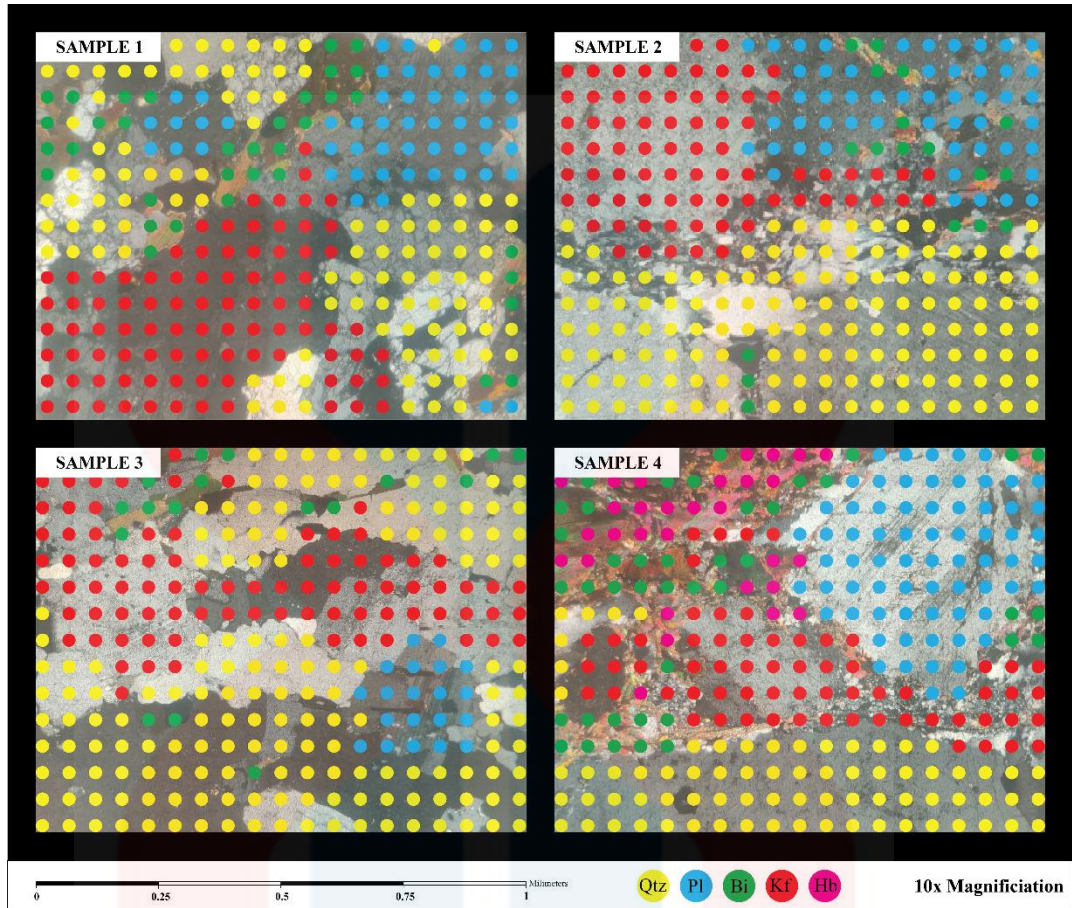 SAMPLE 1
SAMPLE 2
SAMPLE 3
SAMPLE 4
0 0.25 0.5 0.75 1 Milimeters
Qtz Pl Bi Kf Hb
10x Magnificiation